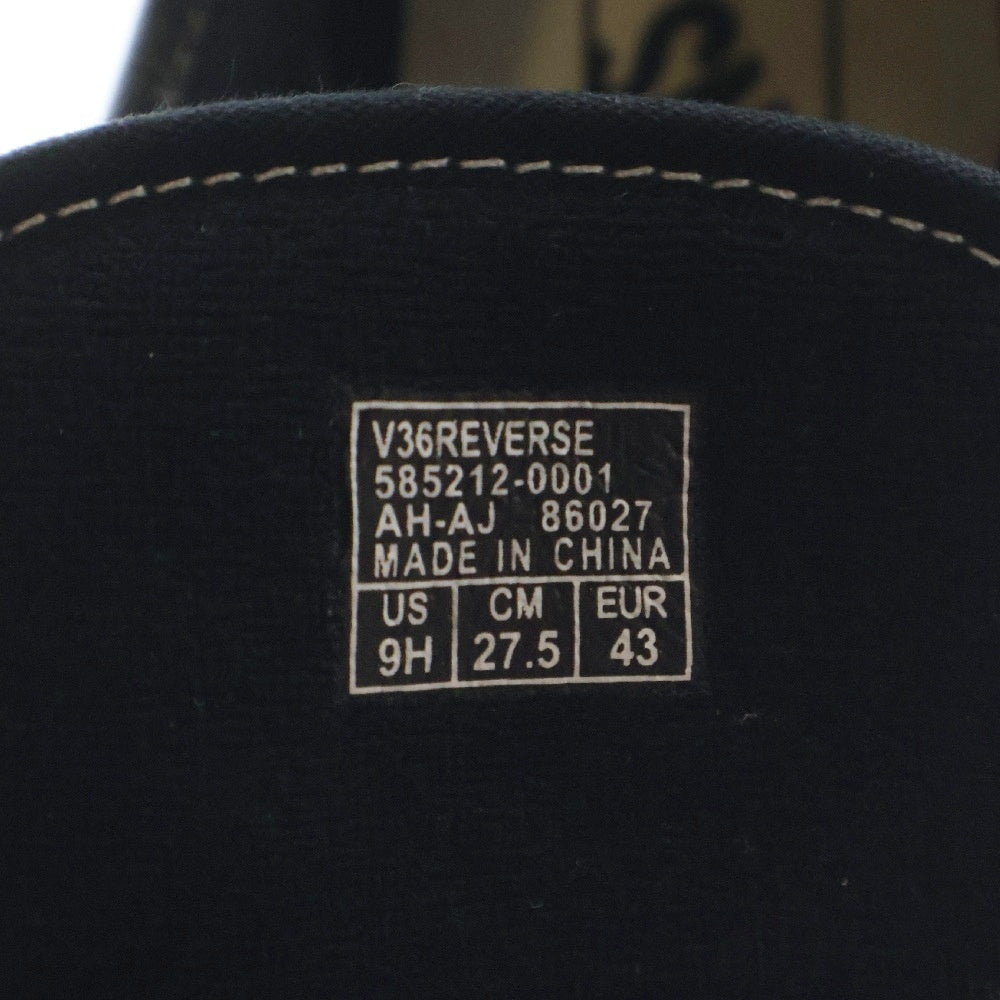 V36REVERSE
585212-0001
AH-AJ 86027
MADE IN CHINA
US CM EUR
9H 27.5 43